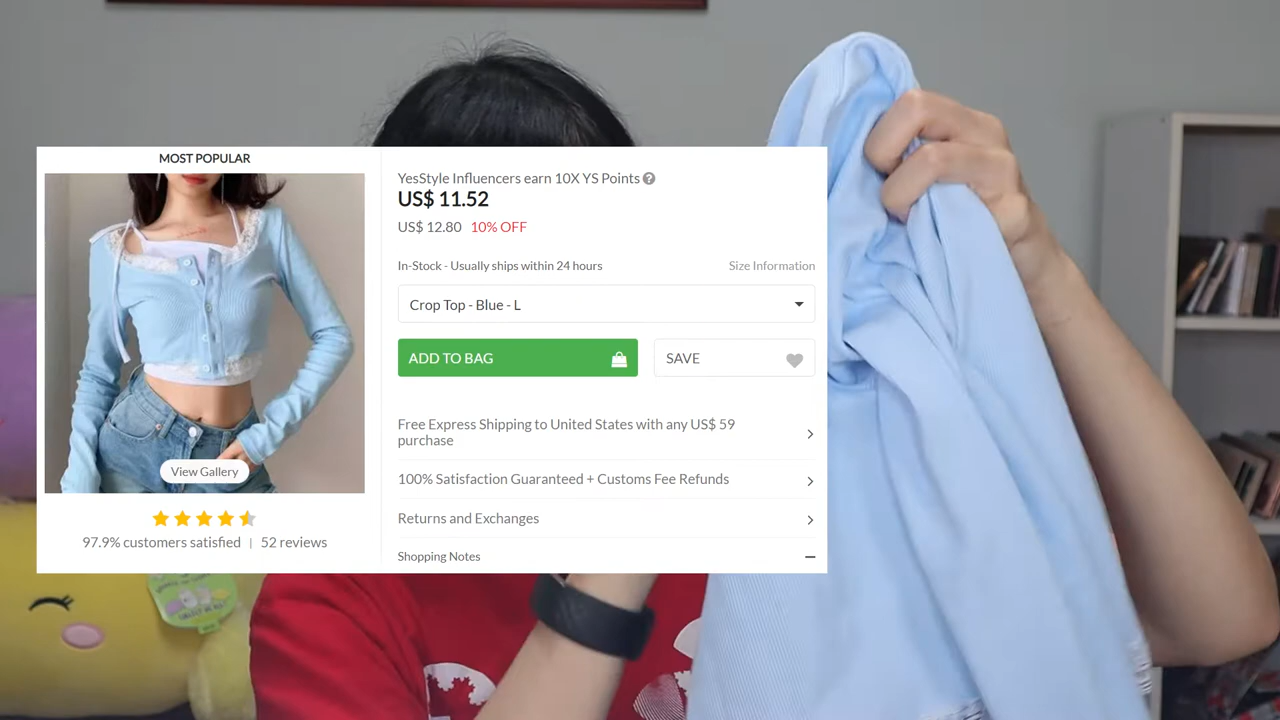 MOST POPULAR
View Gallery
97.9% customers satisfied | 52 reviews
YesStyle Influencers earn 10X YS Points ?
US$ 11.52
US$ 12.80 10% OFF
In-Stock - Usually ships within 24 hours
Size Information
Crop Top - Blue - L
ADD TO BAG
SAVE
Free Express Shipping to United States with any US$ 59
purchase
100% Satisfaction Guaranteed + Customs Fee Refunds
Returns and Exchanges
Shopping Notes